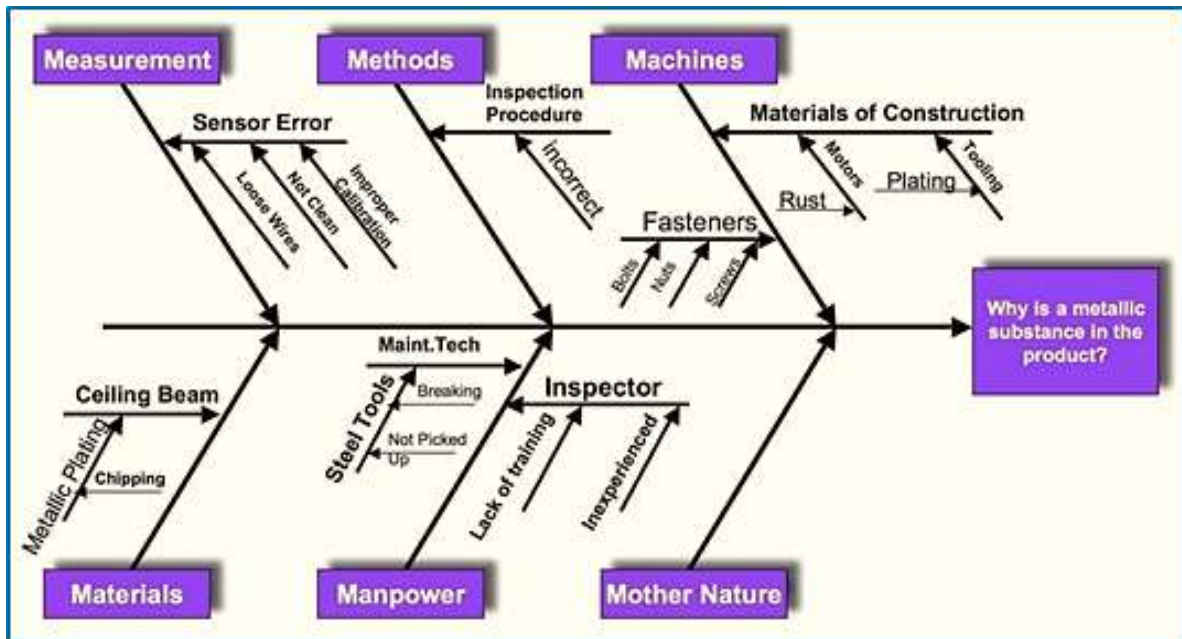 Measurement
Methods
Machines
Sensor Error
Loose Wires
Not Clean
Improper
Calibration
Inspection
Procedure
incorrect
Materials of Construction
Motors
Rust
Tooling
Plating
Fasteners
Bolts
Nuts
Screws
Why is a metallic
substance in the
product?
Ceiling Beam
Metallic Plating
Chipping
Maint.Tech
Steel Tools
Breaking
Not Picked
Up
Inspector
Lack of training
Inexperienced
Materials
Manpower
Mother Nature